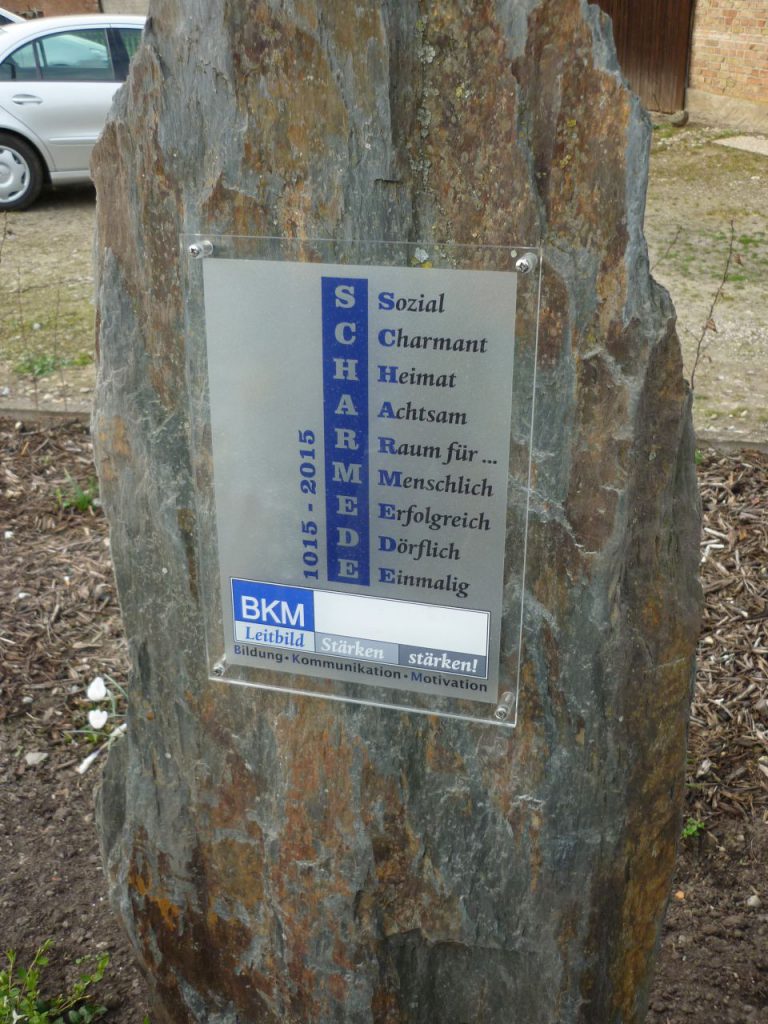 SCHARMEDE
1015 - 2015
Sozial
Charmant
Heimat
Achtsam
Raum für ...
Menschlich
Erfolgreich
Dörflich
Einmalig
BKM
Leitbild Stärken stärken!
Bildung • Kommunikation • Motivation